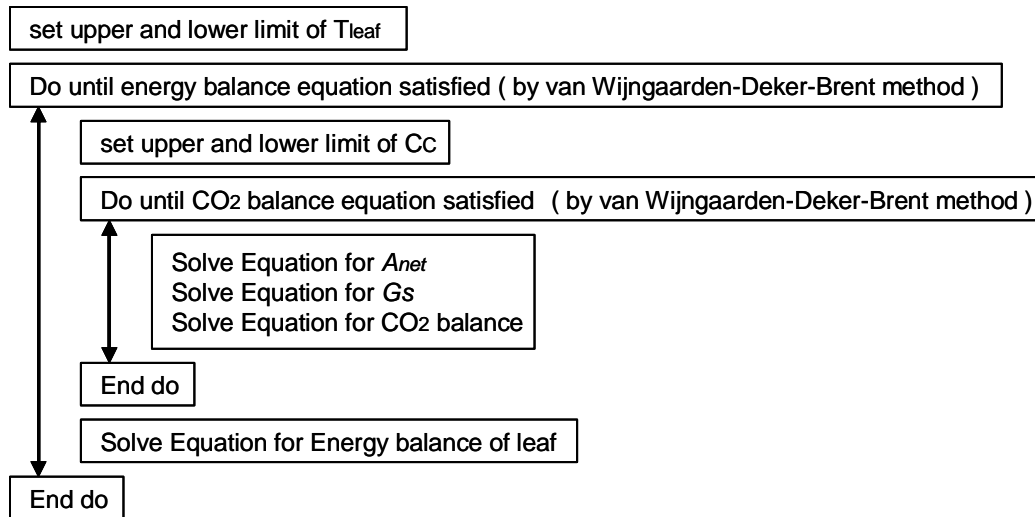 set upper and lower limit of Tleaf
Do until energy balance equation satisfied ( by van Wijngaarden-Deker-Brent method )
set upper and lower limit of Cc
Do until CO2 balance equation satisfied ( by van Wijngaarden-Deker-Brent method )
Solve Equation for Anet
Solve Equation for Gs
Solve Equation for CO2 balance
End do
Solve Equation for Energy balance of leaf
End do